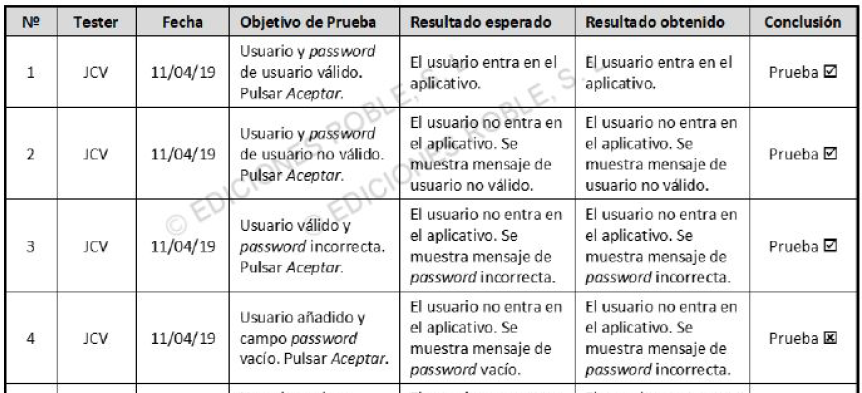 Nº Tester Fecha Objetivo de Prueba Resultado esperado Resultado obtenido Conclusión
1 JCV 11/04/19
Usuario y password
de usuario válido.
Pulsar Aceptar.
El usuario entra en el
aplicativo.
El usuario entra en el
aplicativo.
Prueba ☑
2 JCV 11/04/19
Usuario y password
de usuario no válido.
Pulsar Aceptar.
El usuario no entra en
el aplicativo. Se
muestra mensaje de
usuario no válido.
El usuario no entra en
el aplicativo. Se
muestra mensaje de
usuario no válido.
Prueba ☑
3 JCV 11/04/19
Usuario válido y
password incorrecta.
Pulsar Aceptar.
El usuario no entra en
el aplicativo. Se
muestra mensaje de
password incorrecta.
El usuario no entra en
el aplicativo. Se
muestra mensaje de
password incorrecta.
Prueba ☑
4 JCV 11/04/19
Usuario añadido y
campo password
vacío. Pulsar Aceptar.
El usuario no entra en
el aplicativo. Se
muestra mensaje de
password vacío.
El usuario no entra en
el aplicativo. Se
muestra mensaje de
password incorrecta.
Prueba ☒
© EDICIONES ROBLE, S.
© EDICIONES ROBLE, S.